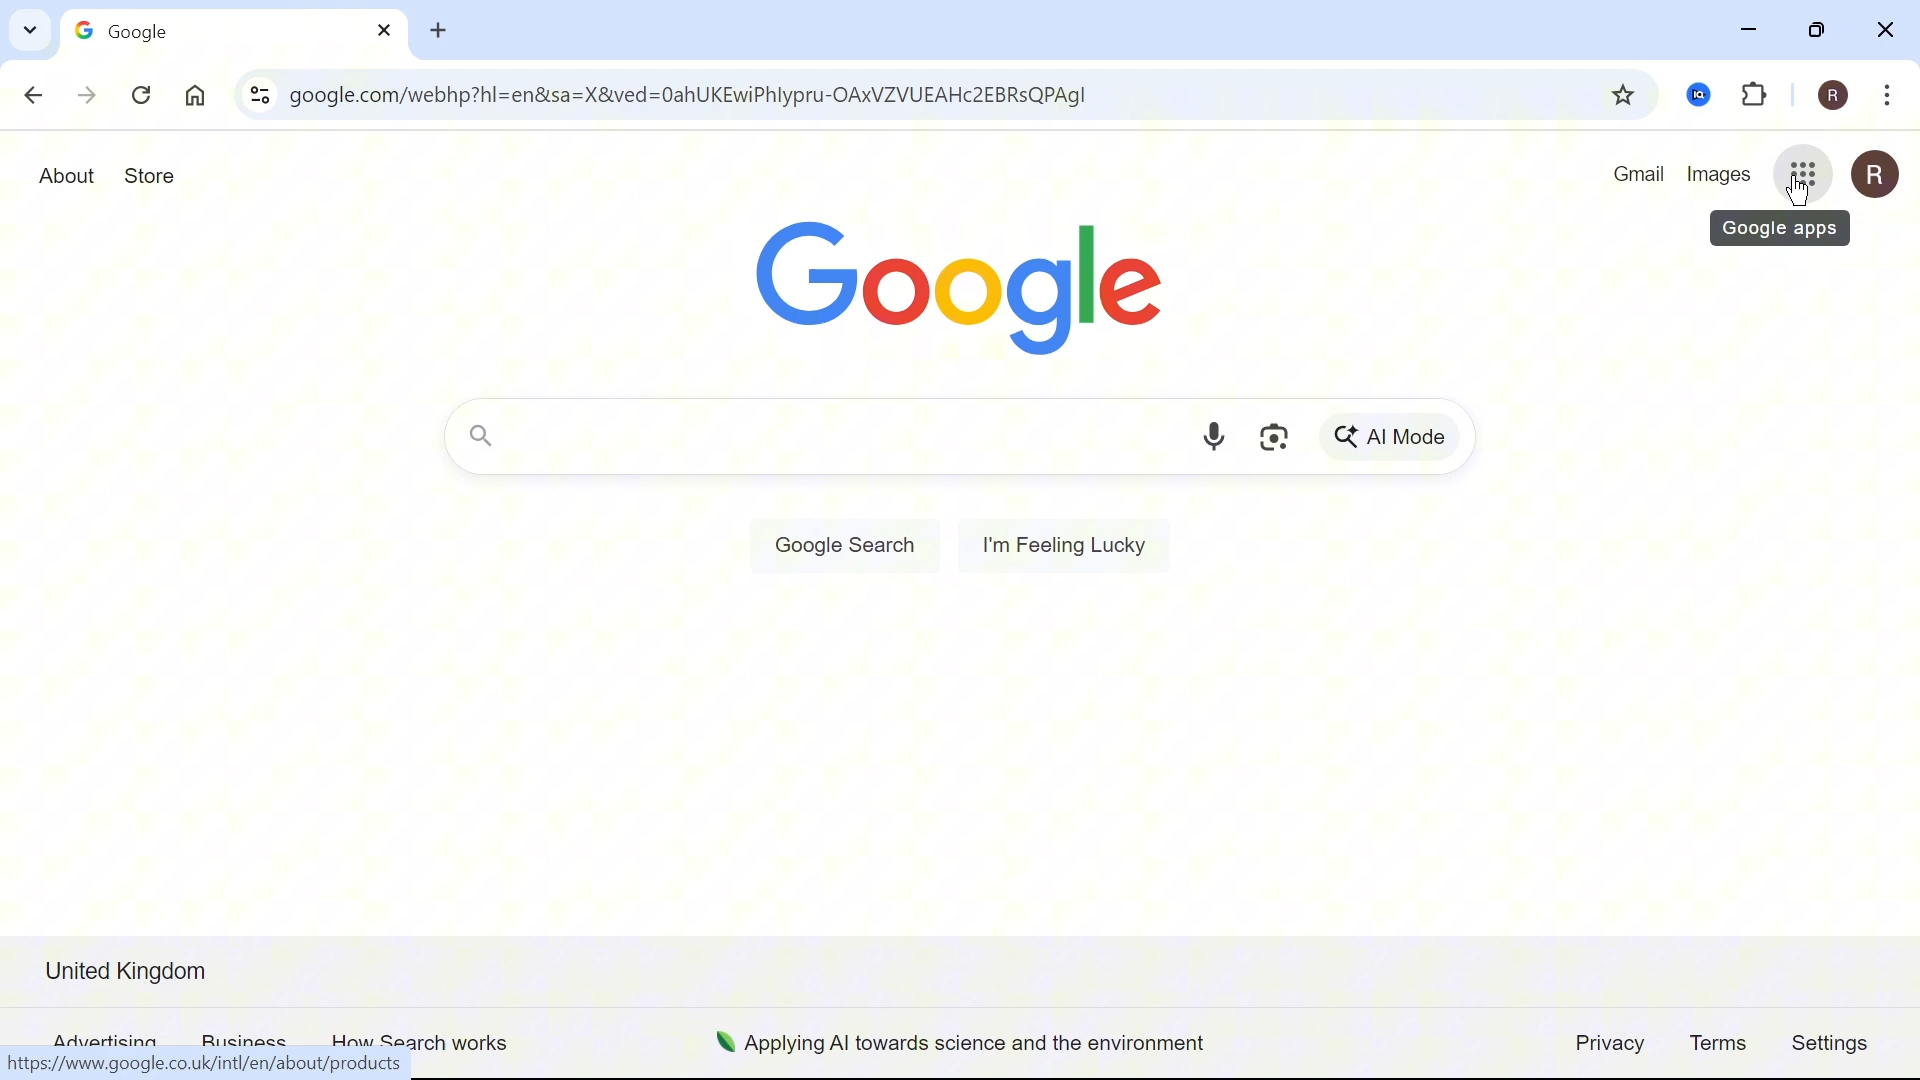 Google
google.com/webhp?hl=en&sa=X&ved=0ahUKEwiPhlypru-OAxVZVUEAHc2EBRsQPAgI
IQ
R
About Store
Gmail Images
R
Google apps
Google
AI Mode
Google Search I'm Feeling Lucky
United Kingdom
Advertising Business How Search works
Applying AI towards science and the environment
Privacy Terms Settings
https://www.google.co.uk/intl/en/about/products